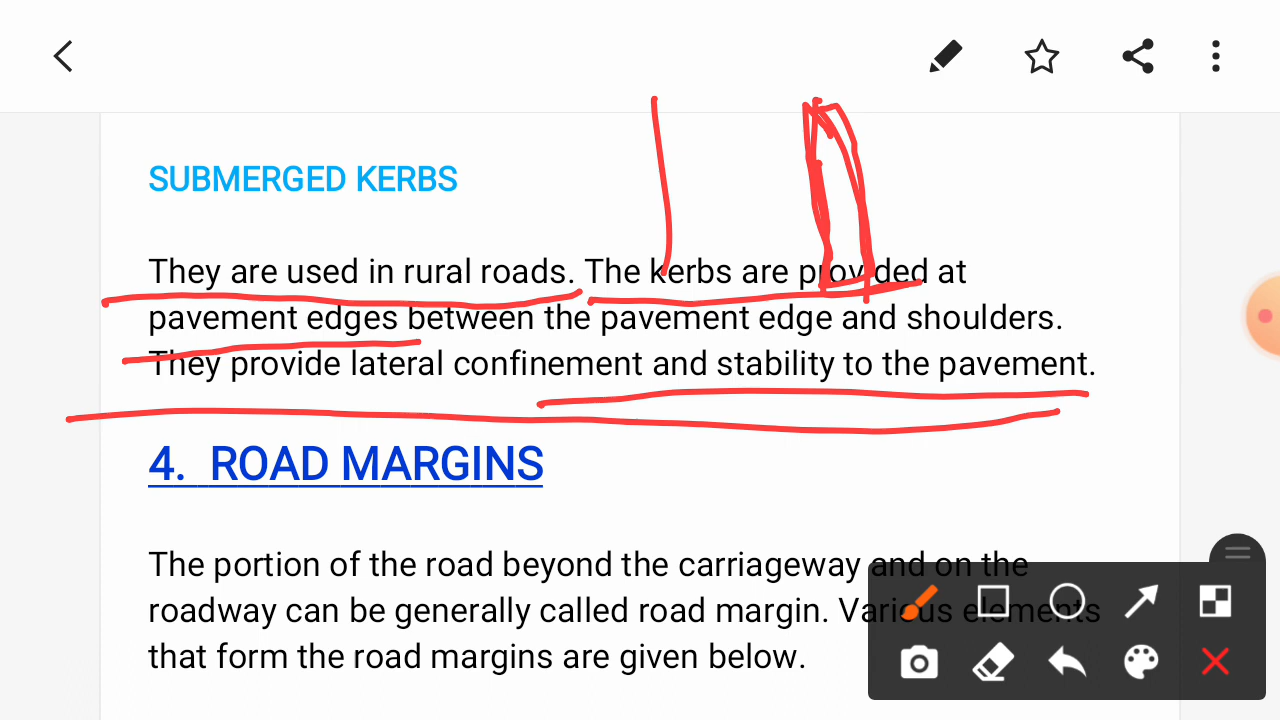 SUBMERGED KERBS
They are used in rural roads. The kerbs are provided at
pavement edges between the pavement edge and shoulders.
They provide lateral confinement and stability to the pavement.
4. ROAD MARGINS
The portion of the road beyond the carriageway and on the
roadway can be generally called road margin. Various elements
that form the road margins are given below.